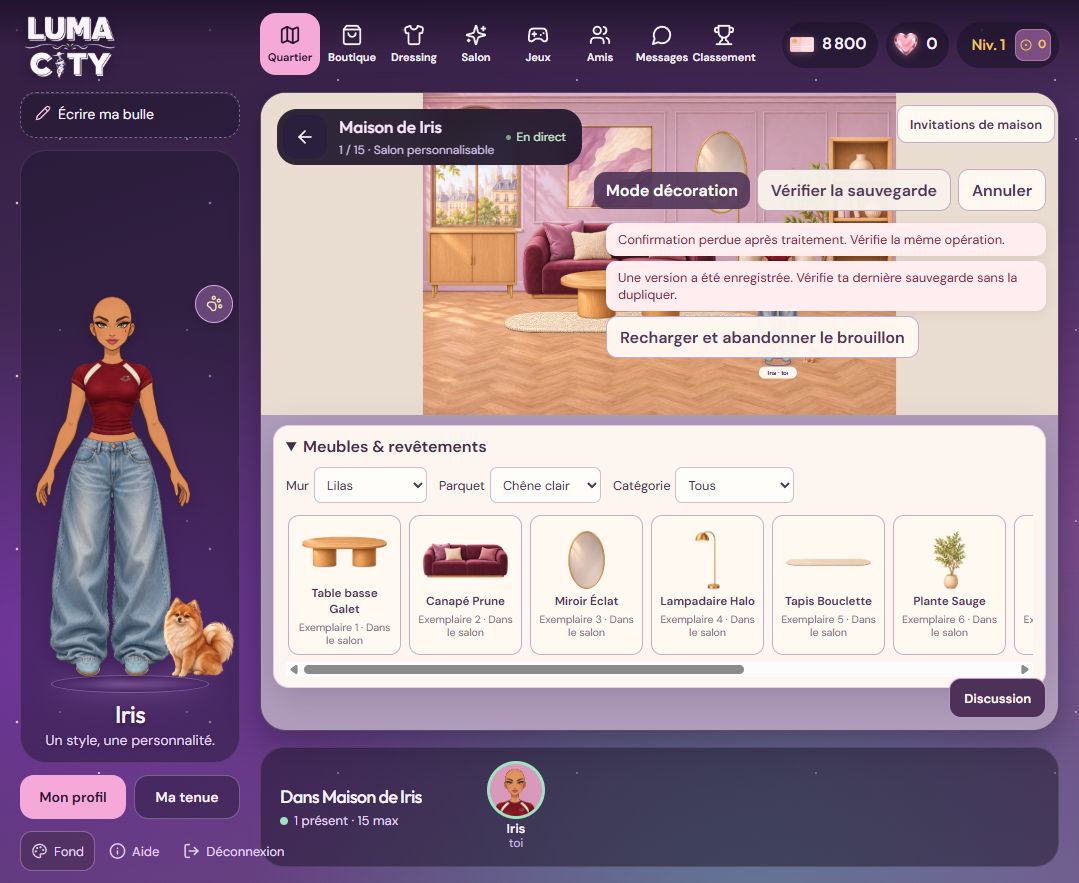 LUMA
CITY
Quartier
Boutique
Dressing
Salon
Jeux
Amis
Messages
Classement
8 800
0
Niv. 1
0
Écrire ma bulle
Maison de Iris
1 / 15 · Salon personnalisable
En direct
Invitations de maison
Mode décoration
Vérifier la sauvegarde
Annuler
Confirmation perdue après traitement. Vérifie la même opération.
Une version a été enregistrée. Vérifie ta dernière sauvegarde sans la
dupliquer.
Recharger et abandonner le brouillon
Iris · toi
Meubles & revêtements
Mur
Lilas
Parquet
Chêne clair
Catégorie
Tous
Table basse
Galet
Exemplaire 1 · Dans
le salon
Canapé Prune
Exemplaire 2 · Dans
le salon
Miroir Éclat
Exemplaire 3 · Dans
le salon
Lampadaire Halo
Exemplaire 4 · Dans
le salon
Tapis Bouclette
Exemplaire 5 · Dans
le salon
Plante Sauge
Exemplaire 6 · Dans
le salon
Discussion
Iris
Un style, une personnalité.
Mon profil
Ma tenue
Fond
Aide
Déconnexion
Dans Maison de Iris
1 présent · 15 max
Iris
toi